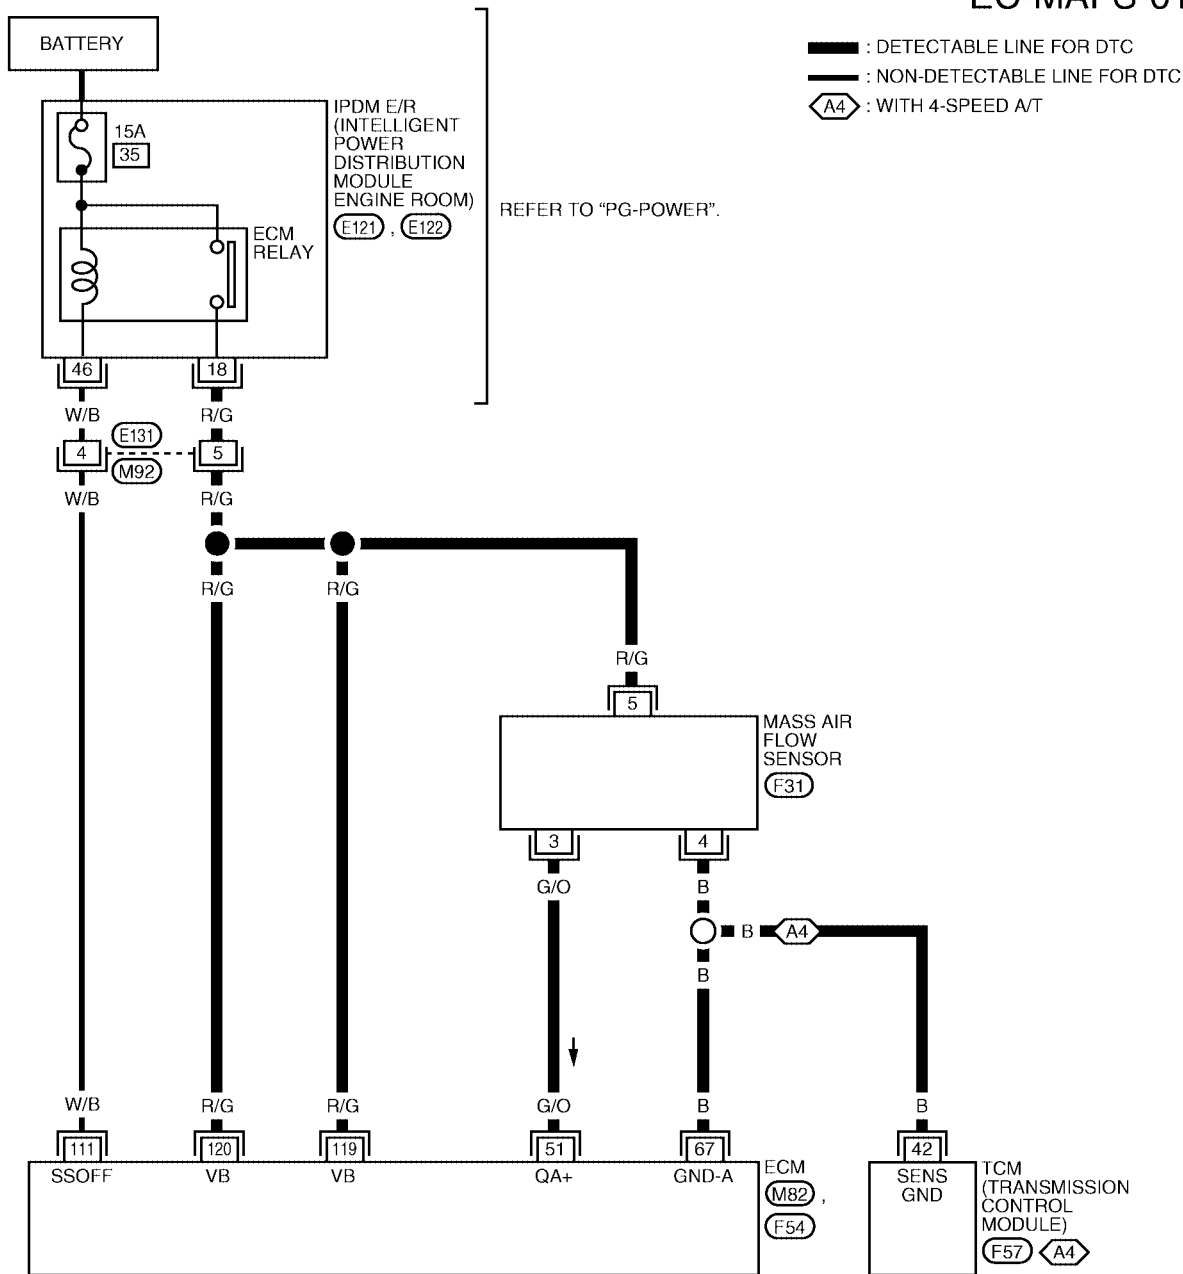 BATTERY
: DETECTABLE LINE FOR DTC
: NON-DETECTABLE LINE FOR DTC
A4 : WITH 4-SPEED A/T
15A
35
IPDM E/R
(INTELLIGENT
POWER
DISTRIBUTION
MODULE
ENGINE ROOM)
E121 , E122
REFER TO “PG-POWER”.
ECM
RELAY
46 18
W/B R/G
4 E131 5
M92
W/B R/G
R/G R/G
R/G
5
MASS AIR
FLOW
SENSOR
F31
3 4
G/O B
B A4
B
W/B R/G R/G G/O B B
111 120 119 51 67 42
SSOFF VB VB QA+ GND-A
ECM
M82 ,
F54
SENS
GND
TCM
(TRANSMISSION
CONTROL
MODULE)
F57 A4